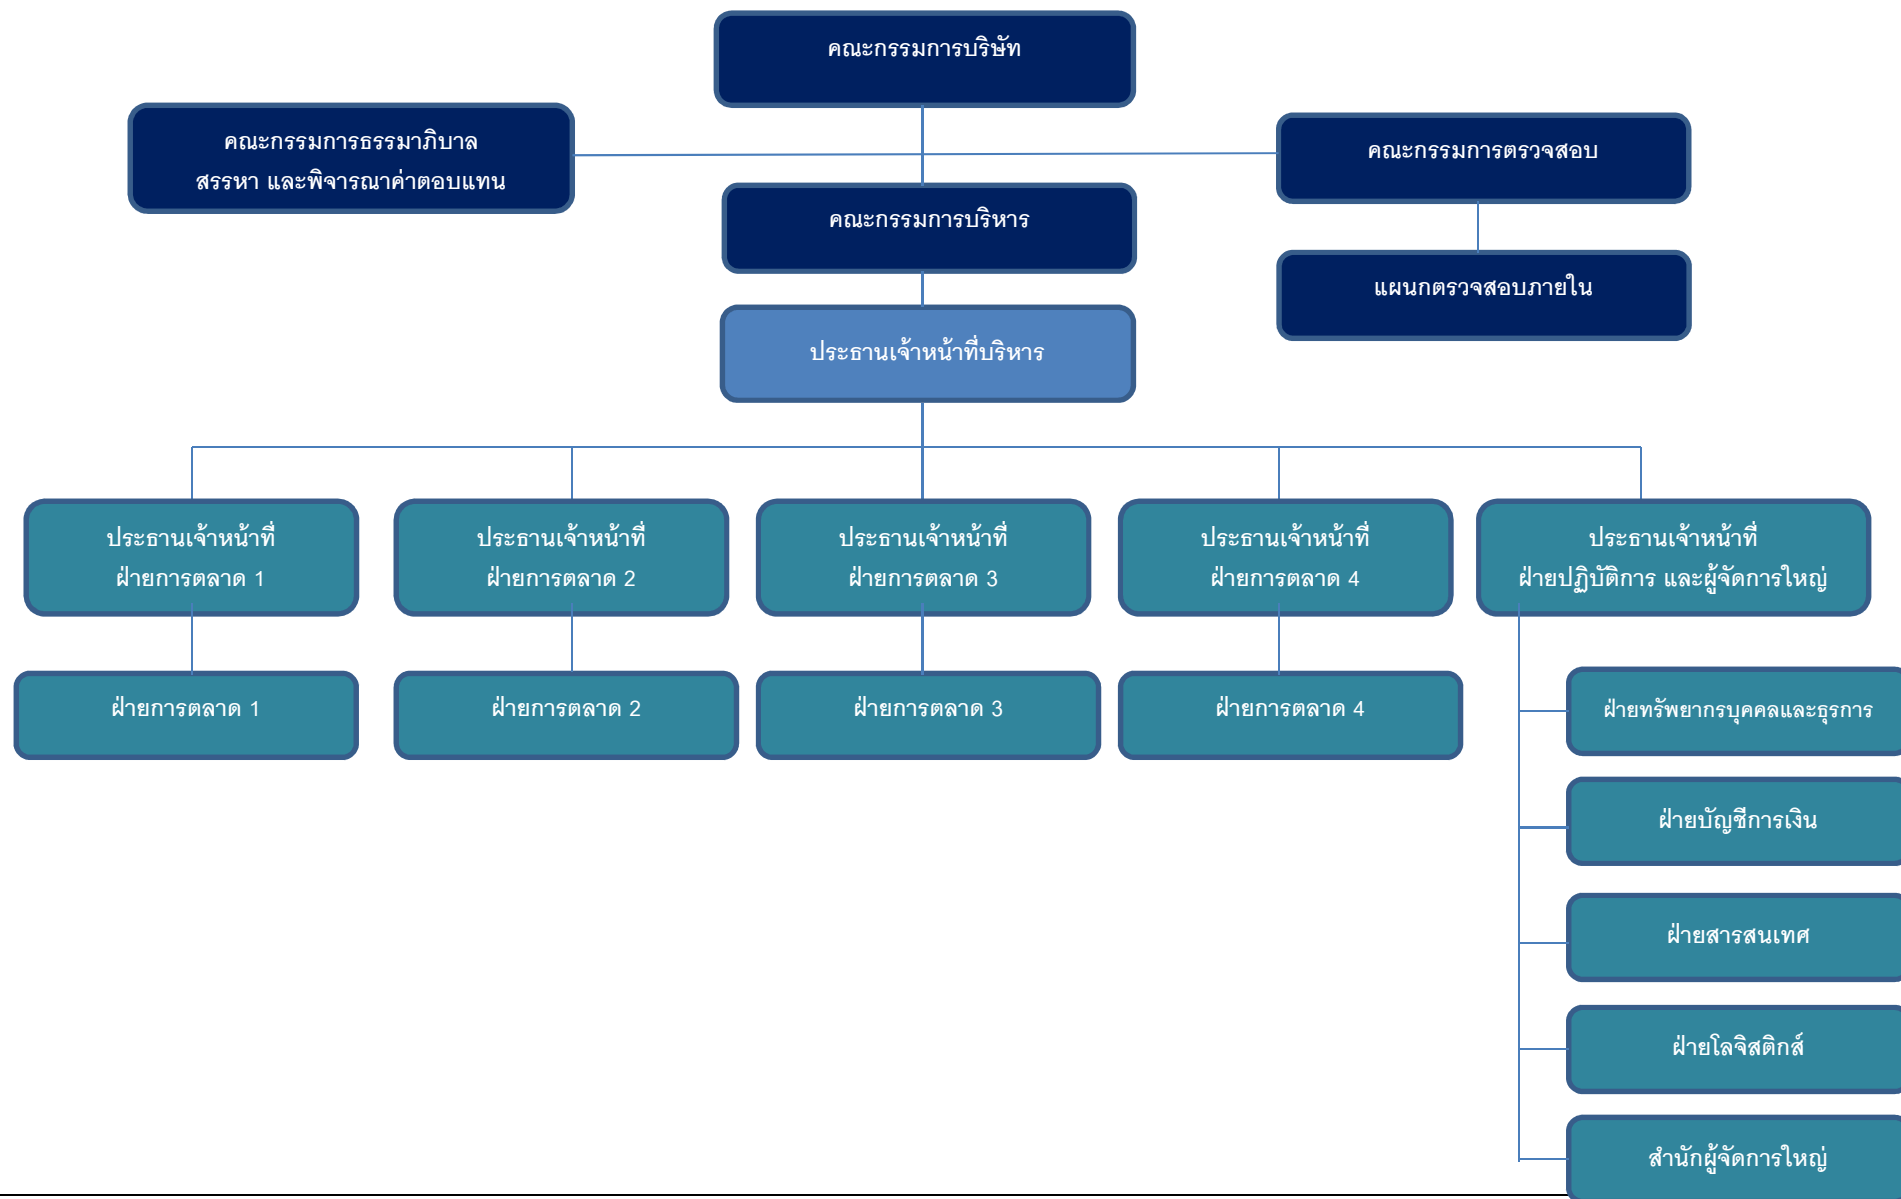 คณะกรรมการบริษัท
คณะกรรมการธรรมาภิบาล
สรรหา และพิจารณาค่าตอบแทน
คณะกรรมการตรวจสอบ
คณะกรรมการบริหาร
แผนกตรวจสอบภายใน
ประธานเจ้าหน้าที่บริหาร
ประธานเจ้าหน้าที่
ฝ่ายการตลาด 1
ประธานเจ้าหน้าที่
ฝ่ายการตลาด 2
ประธานเจ้าหน้าที่
ฝ่ายการตลาด 3
ประธานเจ้าหน้าที่
ฝ่ายการตลาด 4
ประธานเจ้าหน้าที่
ฝ่ายปฏิบัติการ และผู้จัดการใหญ่
ฝ่ายการตลาด 1
ฝ่ายการตลาด 2
ฝ่ายการตลาด 3
ฝ่ายการตลาด 4
ฝ่ายทรัพยากรบุคคลและธุรการ
ฝ่ายบัญชีการเงิน
ฝ่ายสารสนเทศ
ฝ่ายโลจิสติกส์
สำนักผู้จัดการใหญ่